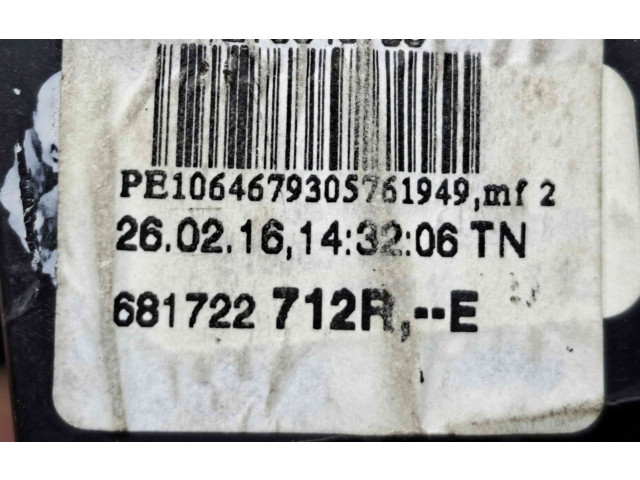 PE1064679305761949,mf 2
26.02.16,14:32:06 TN
681722 712R,--E